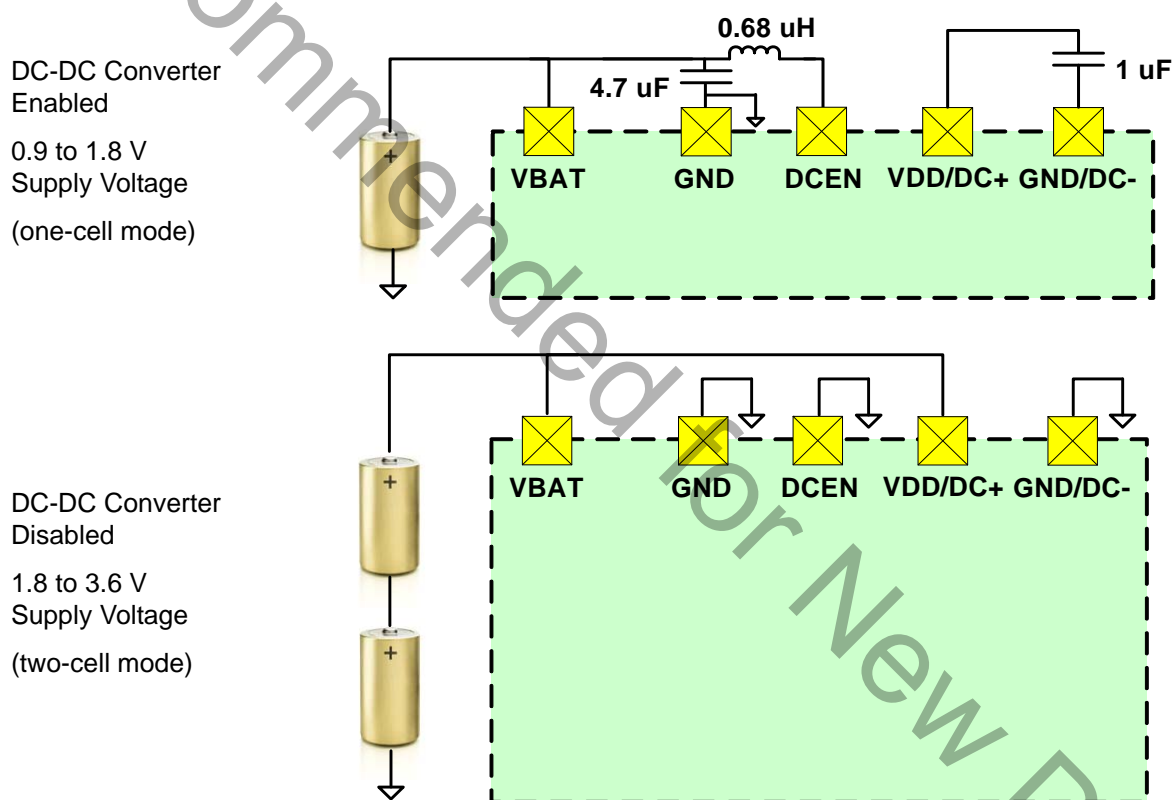 DC-DC Converter
Enabled
0.9 to 1.8 V
Supply Voltage
(one-cell mode)
0.68 uH
4.7 uF
1 uF
+
VBAT
GND
DCEN
VDD/DC+
GND/DC-
DC-DC Converter
Disabled
1.8 to 3.6 V
Supply Voltage
(two-cell mode)
+
+
VBAT
GND
DCEN
VDD/DC+
GND/DC-
ommended for New